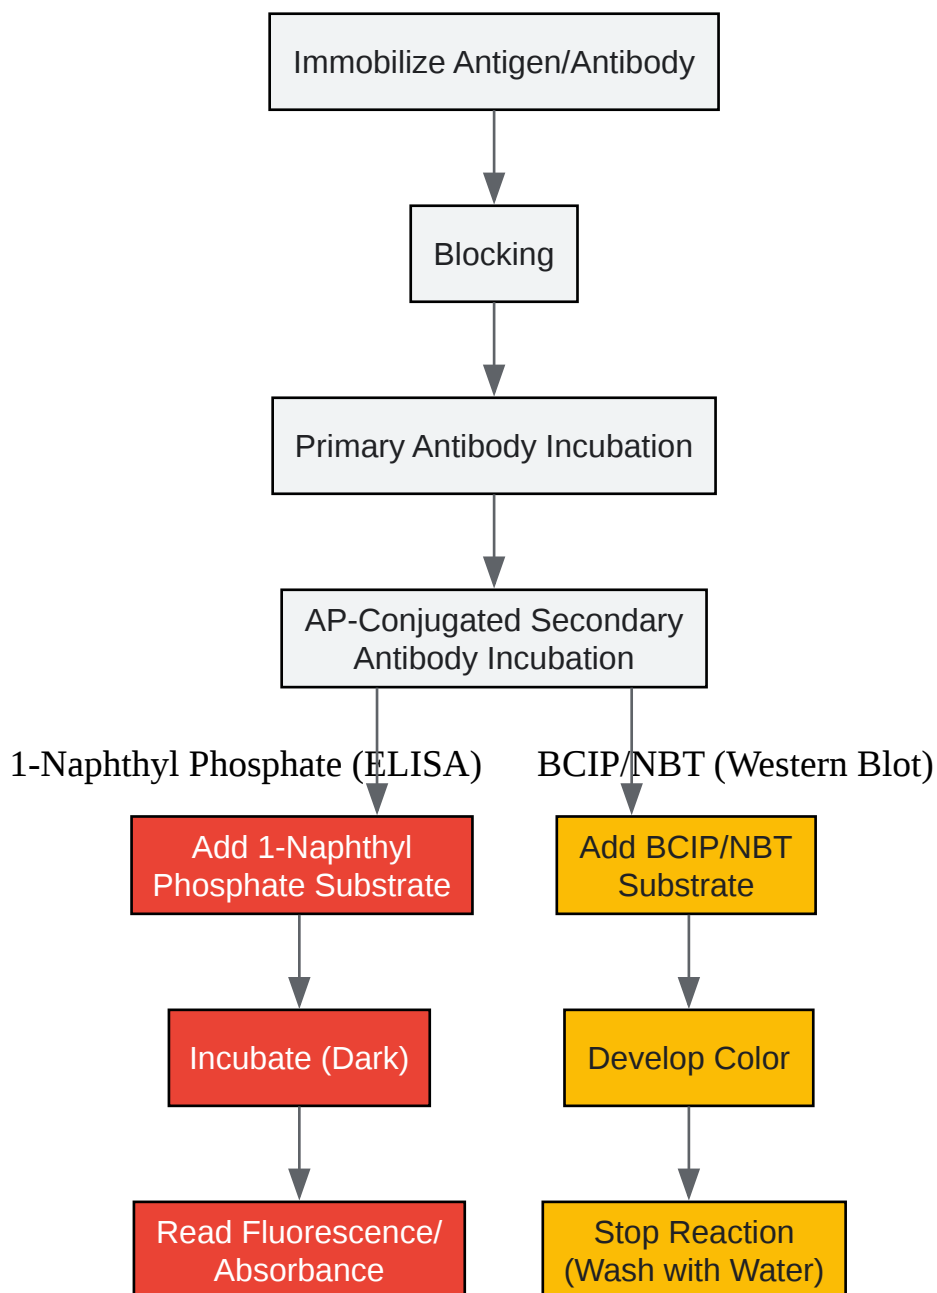 Immobilize Antigen/Antibody
Blocking
Primary Antibody Incubation
AP-Conjugated Secondary
Antibody Incubation
1-Naphthyl Phosphate (ELISA)
BCIP/NBT (Western Blot)
Add 1-Naphthyl
Phosphate Substrate
Add BCIP/NBT
Substrate
Incubate (Dark)
Develop Color
Read Fluorescence/
Absorbance
Stop Reaction
(Wash with Water)